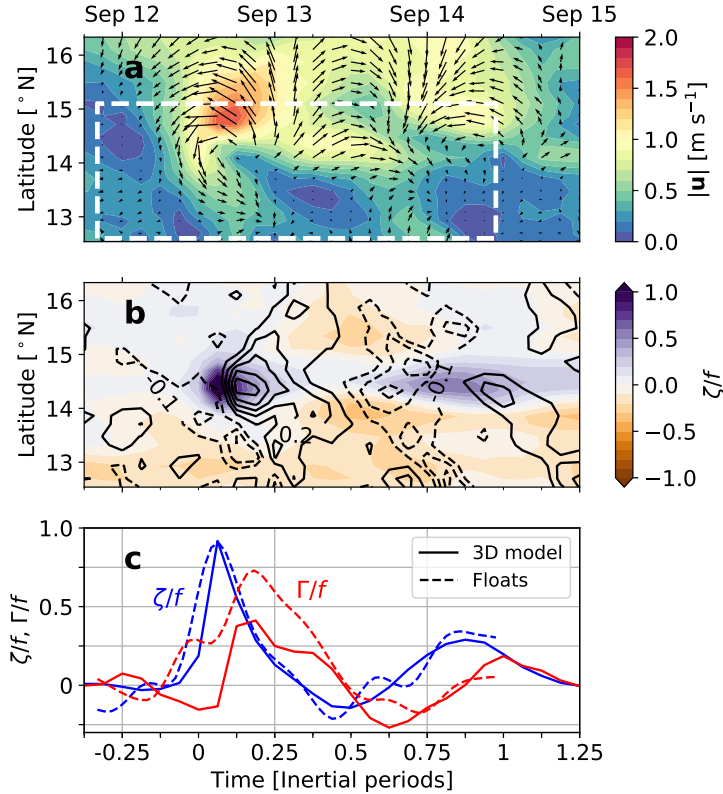 Sep 12 Sep 13 Sep 14 Sep 15
a
Latitude [°N]
16
15
14
13
2.0
1.5
1.0
0.5
0.0
|u| [m s⁻¹]
b
Latitude [°N]
16
15
14
13
0.1
0.2
0.1
1.0
0.5
0.0
−0.5
−1.0
ζ/f
c
ζ/f, Γ/f
1.0
0.5
0
ζ/f
Γ/f
3D model
Floats
-0.25 0 0.25 0.5 0.75 1 1.25
Time [Inertial periods]